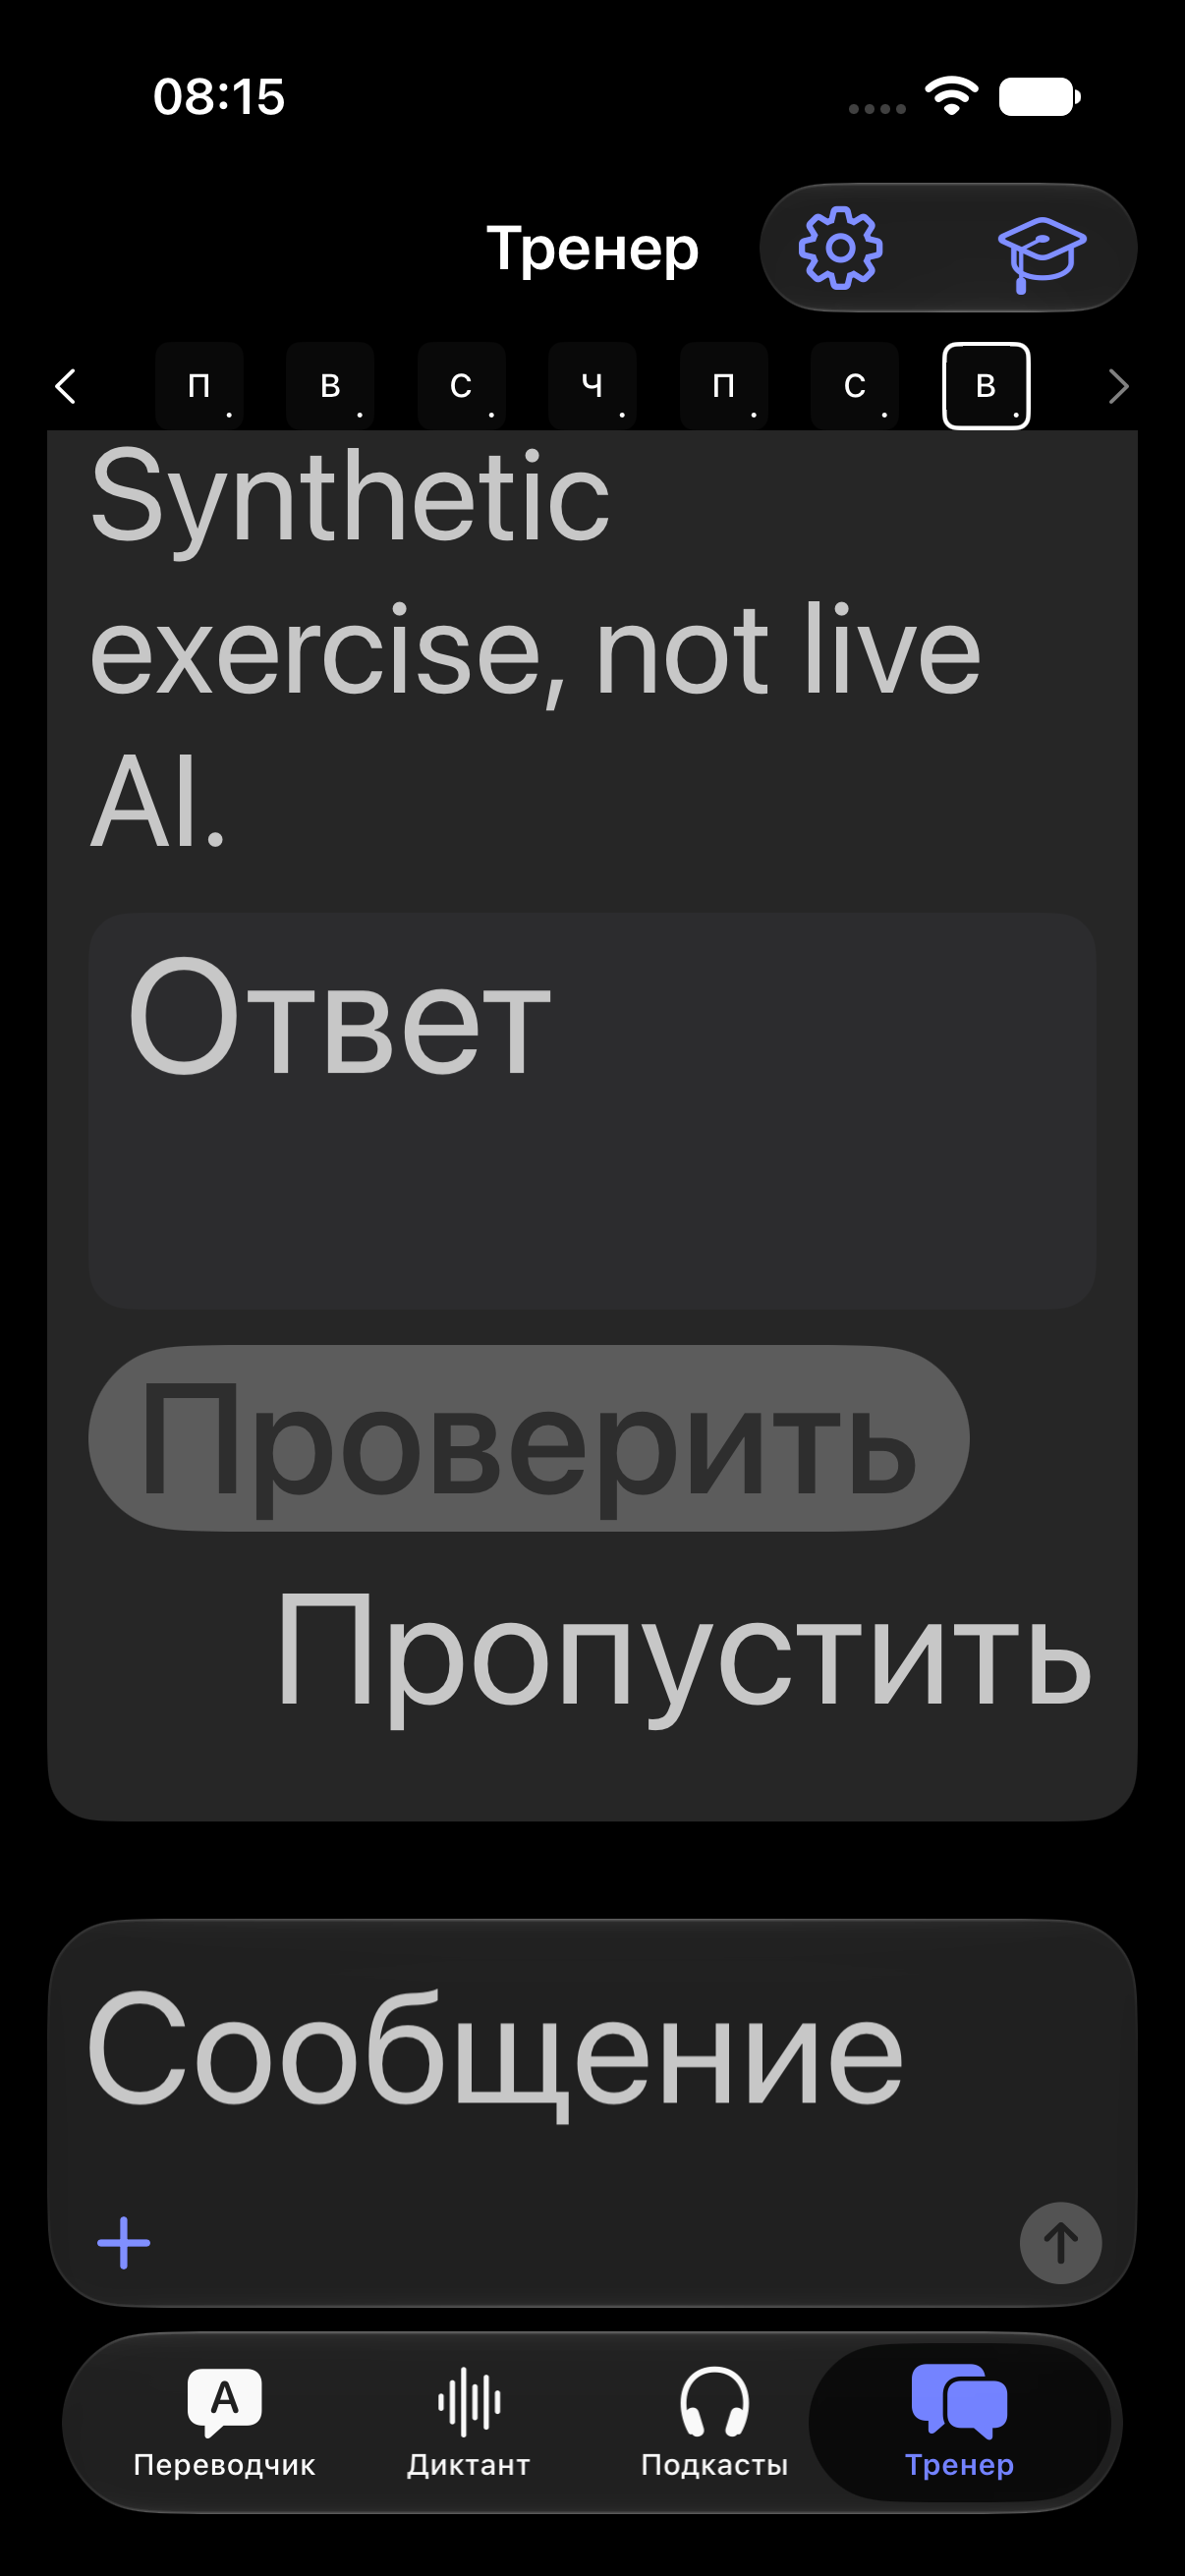 08:15
Тренер
П В С Ч П С В
Synthetic
exercise, not live
AI.
Ответ
Проверить
Пропустить
Сообщение
Переводчик Диктант Подкасты Тренер